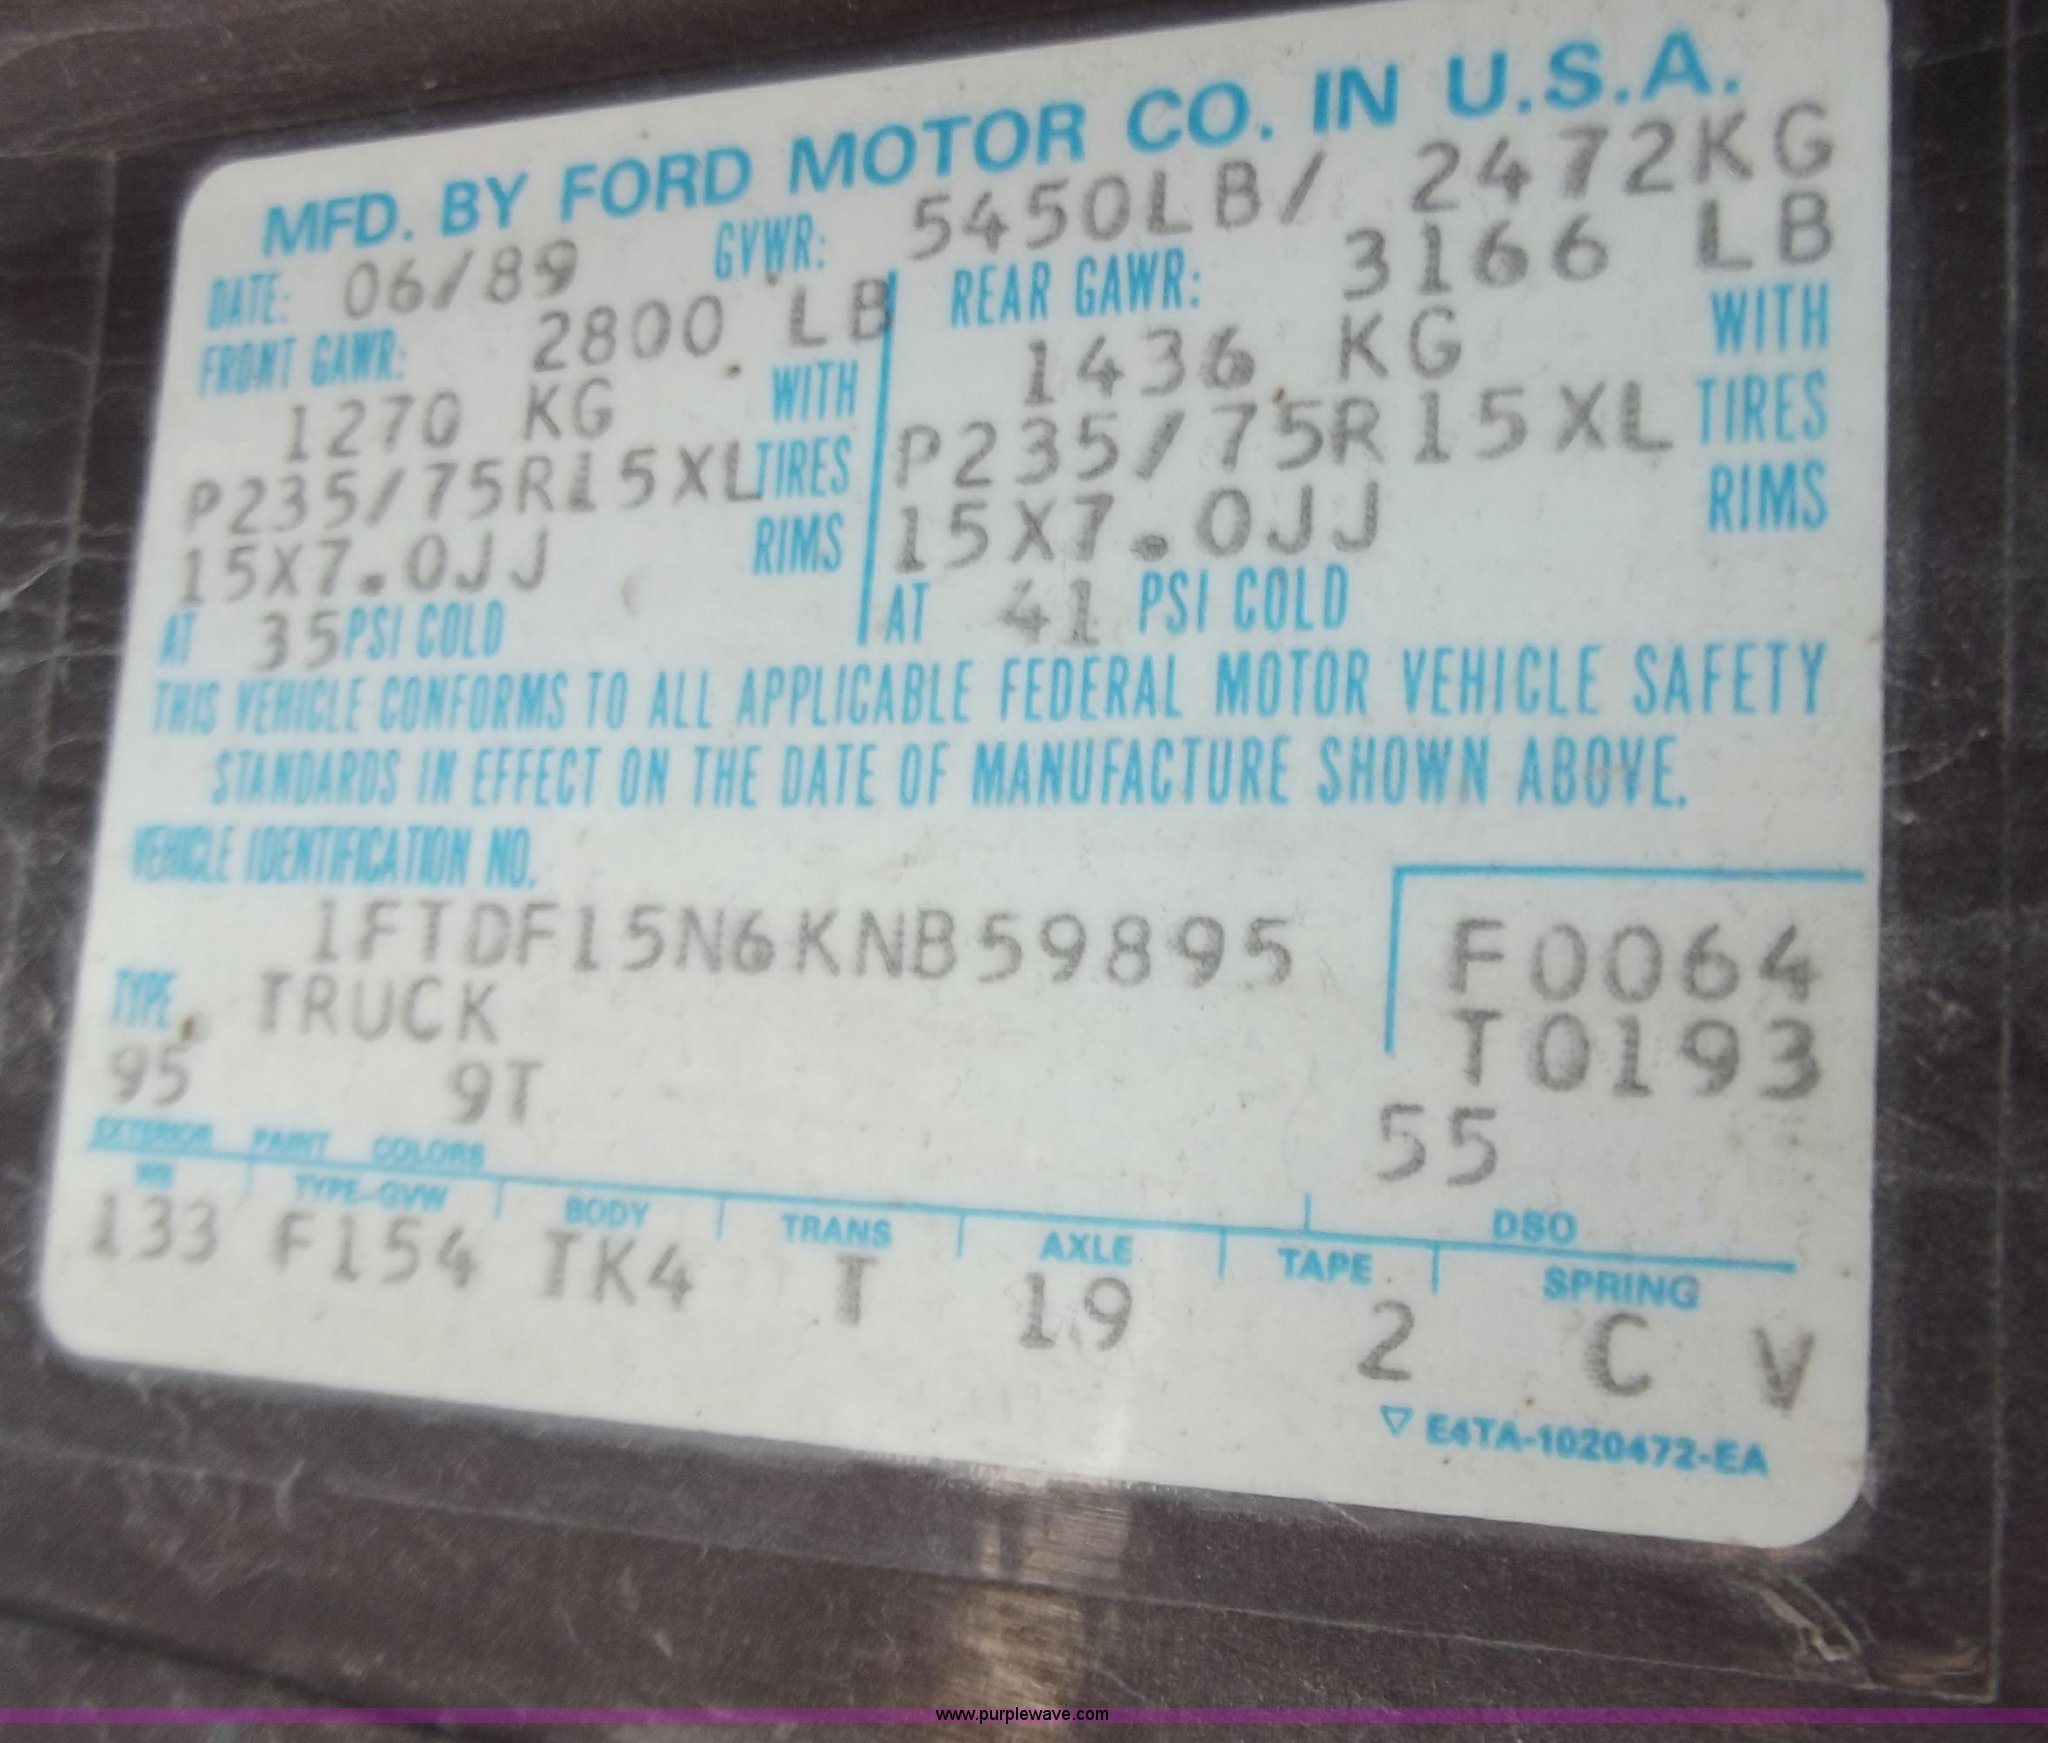 MFD. BY FORD MOTOR CO. IN U.S.A.
DATE: 06/89 GVWR: 5450LB/ 2472KG
FRONT GAWR: 2800 LB
1270 KG WITH
P235/75R15XL TIRES
15X7.0JJ RIMS
AT 35 PSI COLD
REAR GAWR: 3166 LB
1436 KG WITH
P235/75R15XL TIRES
15X7.0JJ RIMS
AT 41 PSI COLD
THIS VEHICLE CONFORMS TO ALL APPLICABLE FEDERAL MOTOR VEHICLE SAFETY
STANDARDS IN EFFECT ON THE DATE OF MANUFACTURE SHOWN ABOVE.
VEHICLE IDENTIFICATION NO.
1FTDF15N6KNB59895 F0064
TYPE TRUCK T0193
95 9T 55
EXTERIOR PAINT COLORS DSO
WB TYPE-GVW BODY TRANS AXLE TAPE SPRING
133 F154 TK4 T 19 2 C V
▽ E4TA-1020472-EA
www.purplewave.com